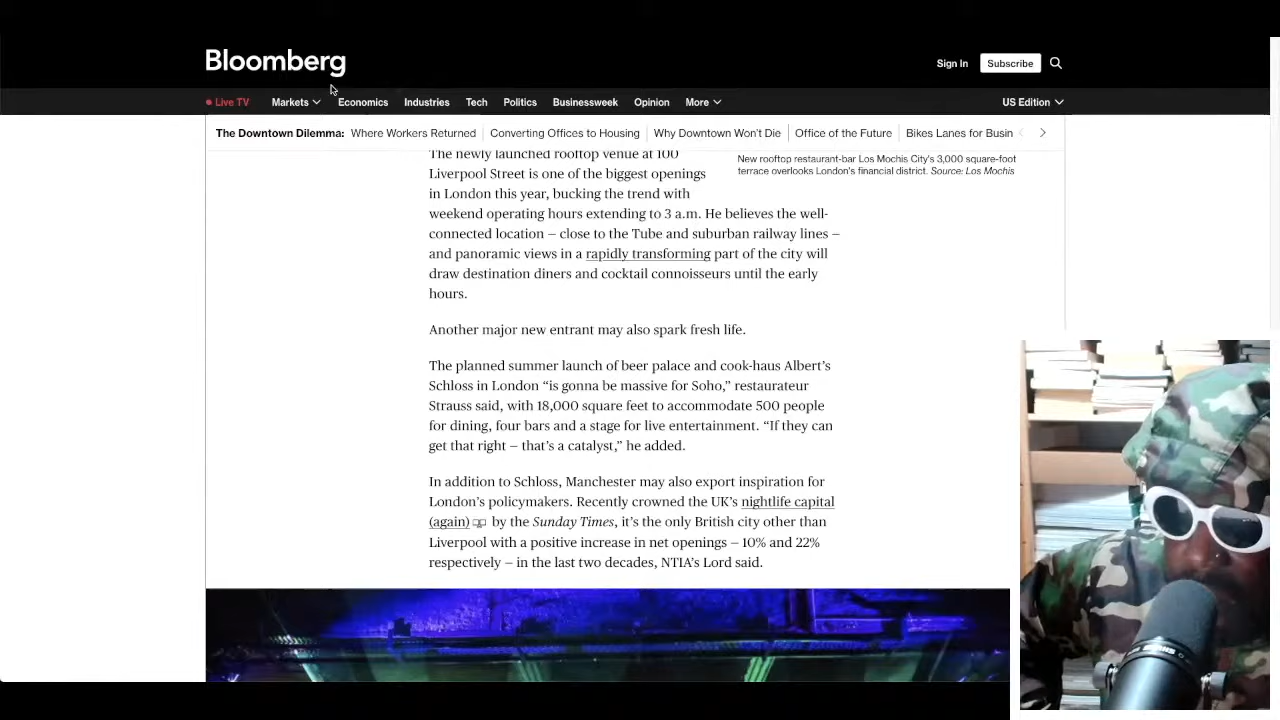 Bloomberg
Sign In
Subscribe
Live TV
Markets
Economics
Industries
Tech
Politics
Businessweek
Opinion
More
US Edition
The Downtown Dilemma: Where Workers Returned Converting Offices to Housing Why Downtown Won't Die Office of the Future Bikes Lanes for Busin
The newly launched rooftop venue at 100
Liverpool Street is one of the biggest openings
in London this year, bucking the trend with
weekend operating hours extending to 3 a.m. He believes the well-
connected location – close to the Tube and suburban railway lines –
and panoramic views in a rapidly transforming part of the city will
draw destination diners and cocktail connoisseurs until the early
hours.
New rooftop restaurant-bar Los Mochis City's 3,000 square-foot
terrace overlooks London's financial district. Source: Los Mochis
Another major new entrant may also spark fresh life.
The planned summer launch of beer palace and cook-haus Albert's
Schloss in London “is gonna be massive for Soho,” restaurateur
Strauss said, with 18,000 square feet to accommodate 500 people
for dining, four bars and a stage for live entertainment. “If they can
get that right – that's a catalyst,” he added.
In addition to Schloss, Manchester may also export inspiration for
London's policymakers. Recently crowned the UK's nightlife capital
(again) by the Sunday Times, it's the only British city other than
Liverpool with a positive increase in net openings – 10% and 22%
respectively – in the last two decades, NTIA's Lord said.